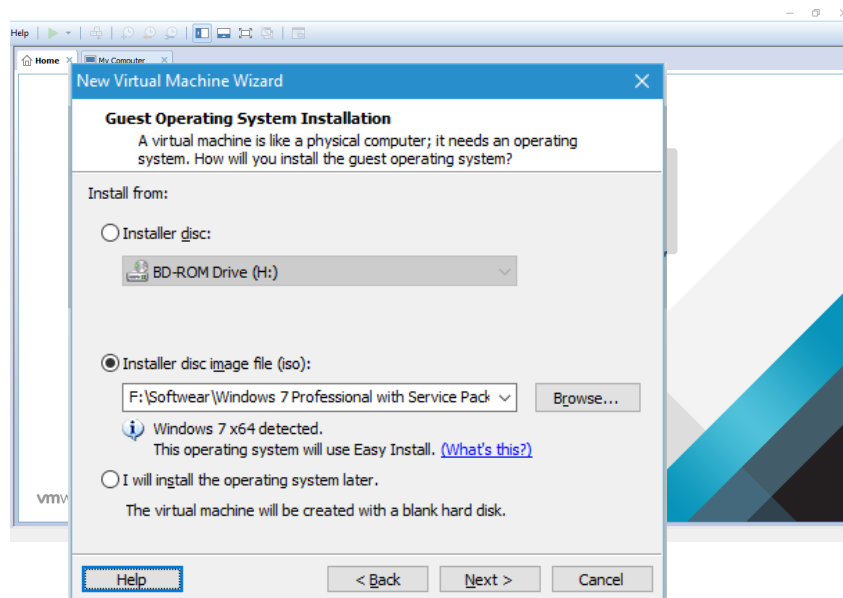 Help
Home
My Computer
New Virtual Machine Wizard
Guest Operating System Installation
A virtual machine is like a physical computer; it needs an operating
system. How will you install the guest operating system?
Install from:
Installer disc:
BD-ROM Drive (H:)
Installer disc image file (iso):
F:\Softwear\Windows 7 Professional with Service Pack
Browse...
Windows 7 x64 detected.
This operating system will use Easy Install. (What's this?)
I will install the operating system later.
vmw
The virtual machine will be created with a blank hard disk.
Help
< Back
Next >
Cancel